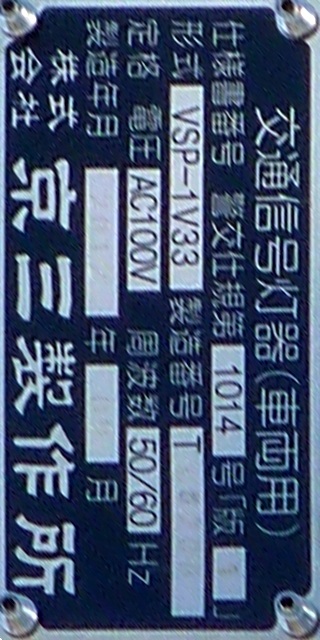 交通信号灯器(車両用)
仕様書番号 警交仕規第 1014 号「版 1」
形式 VSP-1V33 製造番号 T
定格 電圧 AC100V 周波数 50/60 Hz
製造年月 年 月
株式会社 京三製作所